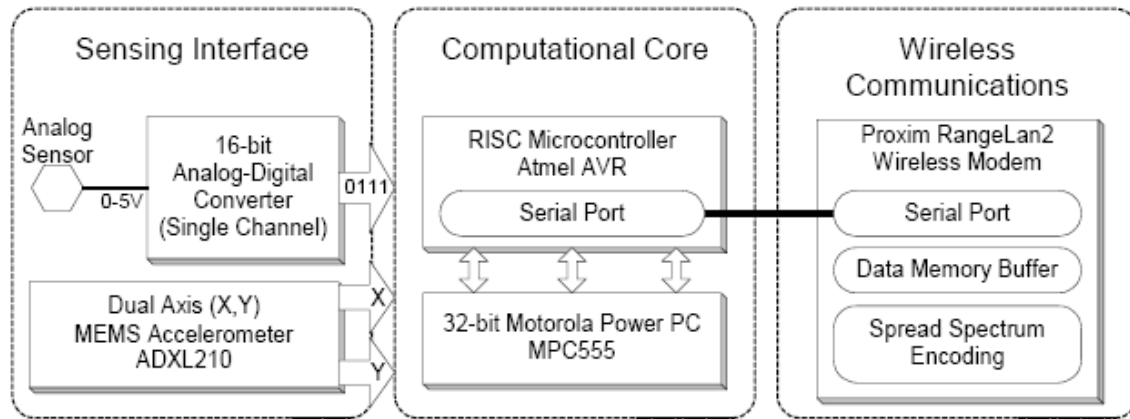 Sensing Interface
Analog
Sensor
0-5V
16-bit
Analog-Digital
Converter
(Single Channel)
0111
Dual Axis (X,Y)
MEMS Accelerometer
ADXL210
X
Y
Computational Core
RISC Microcontroller
Atmel AVR
Serial Port
32-bit Motorola Power PC
MPC555
Wireless
Communications
Proxim RangeLan2
Wireless Modem
Serial Port
Data Memory Buffer
Spread Spectrum
Encoding